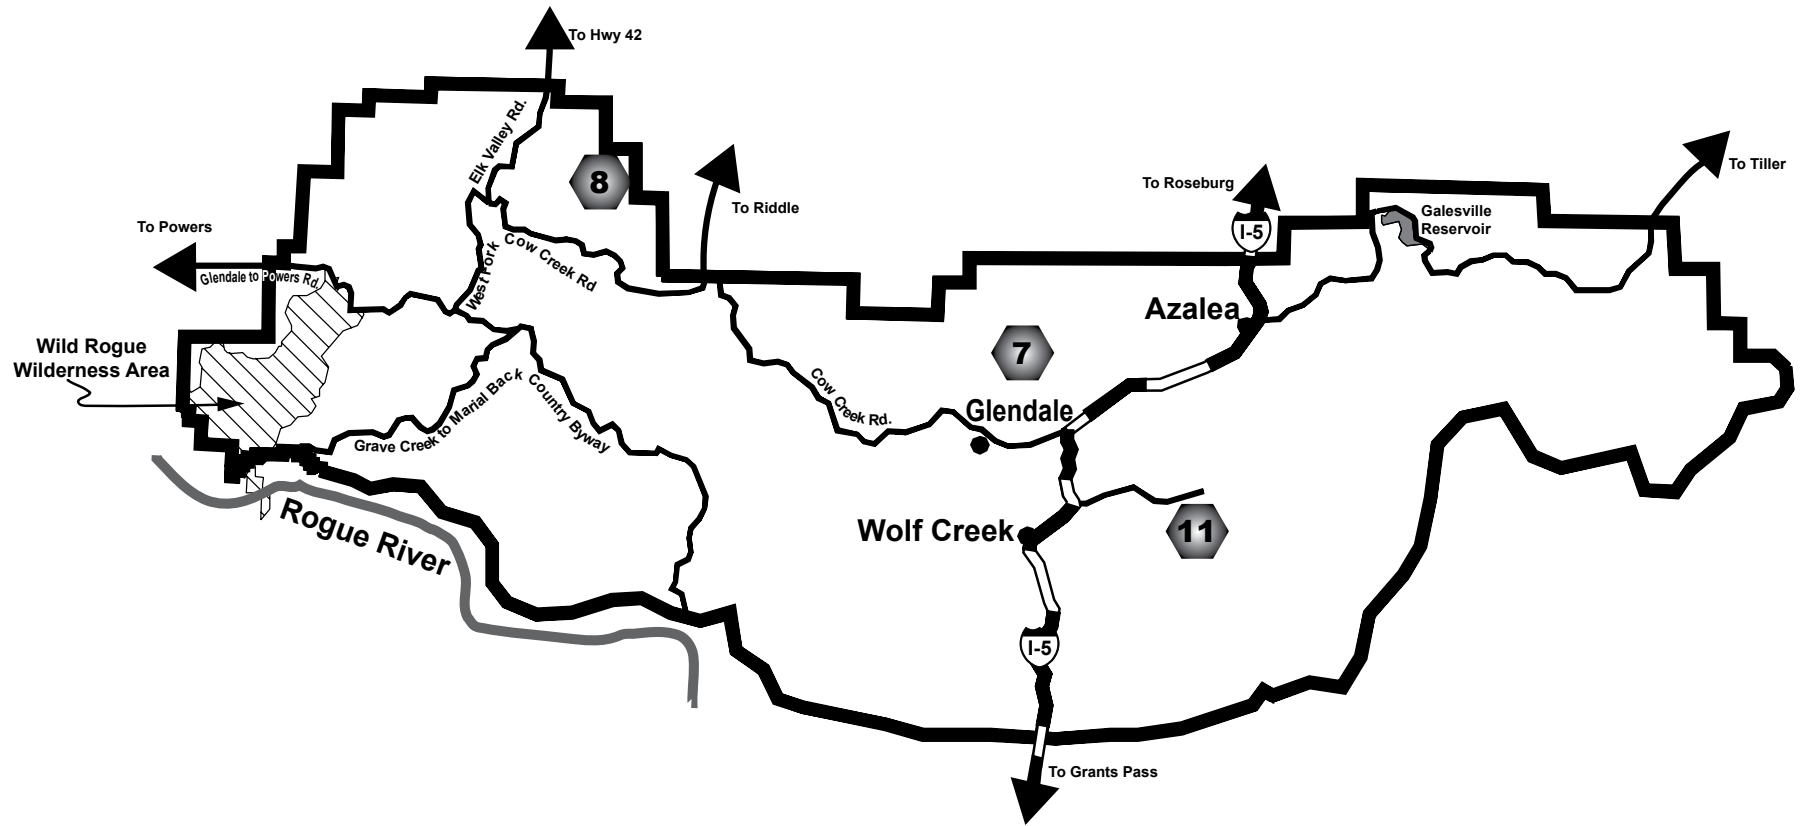 To Hwy 42
Elk Valley Rd.
8
To Riddle
To Roseburg
I-5
To Tiller
Galesville
Reservoir
To Powers
Glendale to Powers Rd.
West Fork
Cow Creek Rd
Azalea
Wild Rogue
Wilderness Area
7
Cow Creek Rd.
Glendale
Grave Creek to Marial Back Country Byway
Rogue River
Wolf Creek
11
I-5
To Grants Pass